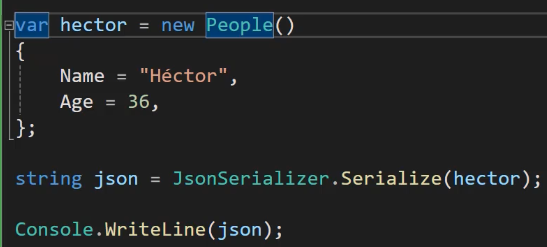 var hector = new People()
{
    Name = "Héctor",
    Age = 36,
};
string json = JsonSerializer.Serialize(hector);
Console.WriteLine(json);